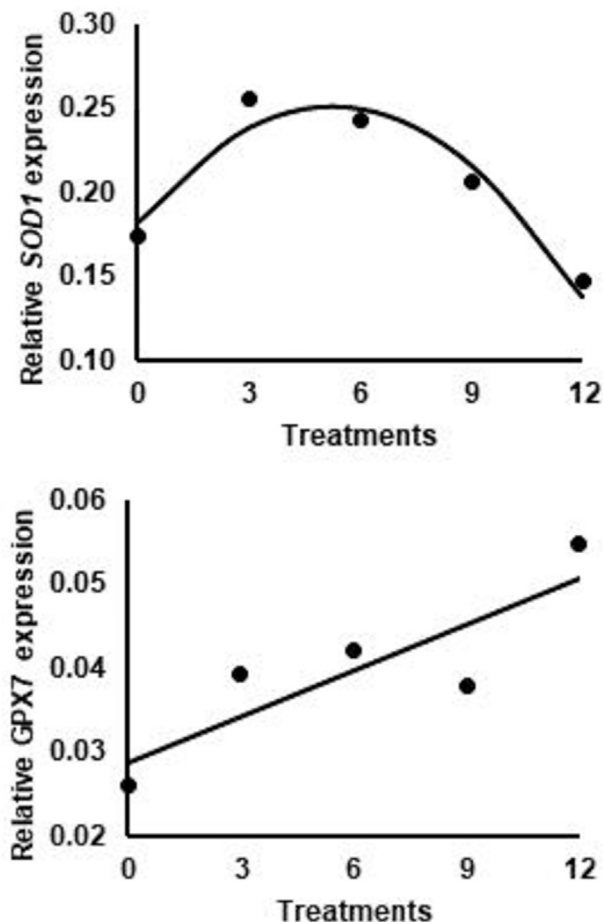 Relative SOD1 expression
0.30
0.25
0.20
0.15
0.10
0 3 6 9 12
Treatments
Relative GPX7 expression
0.06
0.05
0.04
0.03
0.02
0 3 6 9 12
Treatments